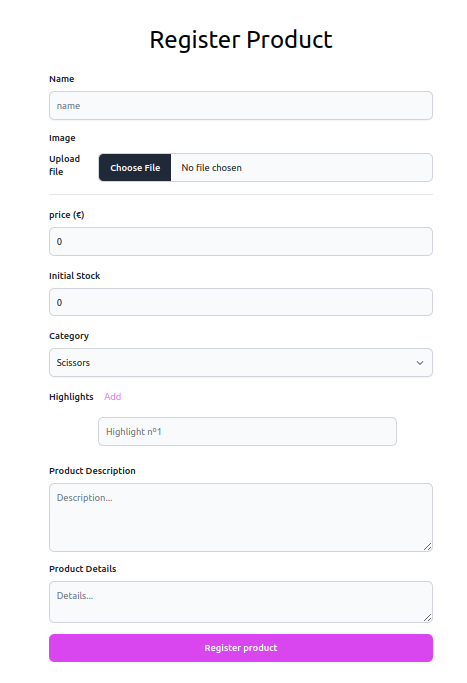 Register Product
Name
name
Image
Upload
file
Choose File No file chosen
price (€)
0
Initial Stock
0
Category
Scissors
Highlights Add
Highlight nº1
Product Description
Description...
Product Details
Details...
Register product